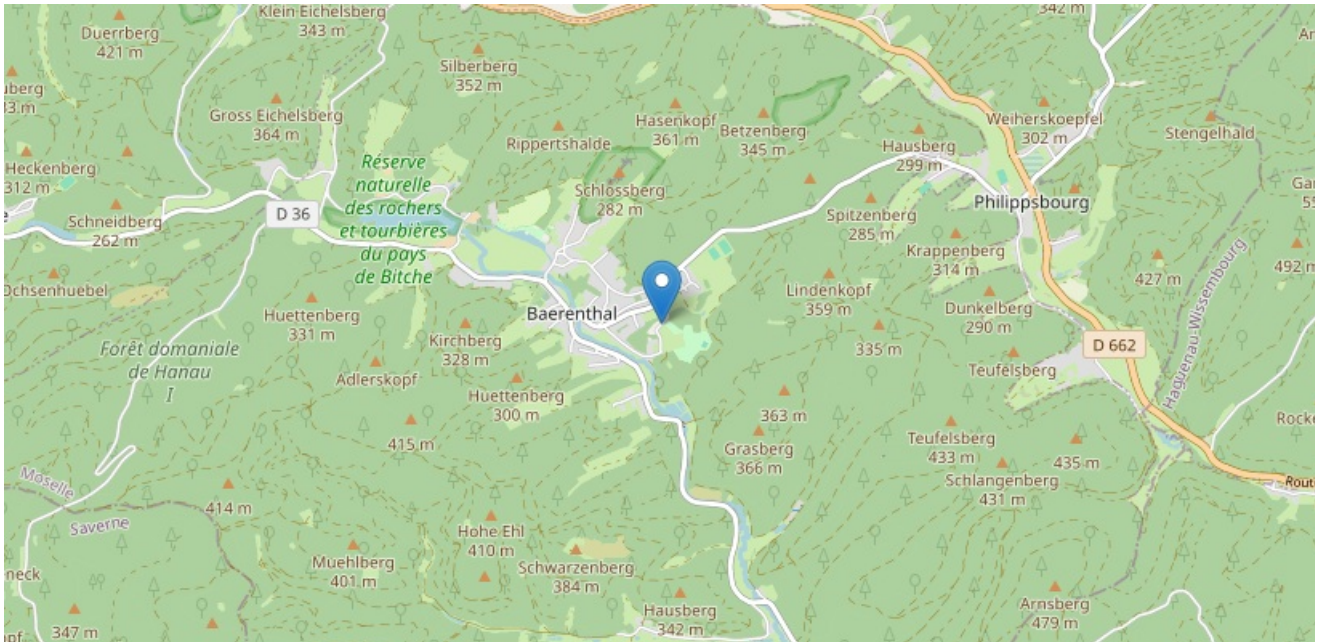 Klein Eichelsberg
343 m
342 m
Duerrberg
421 m
Silberberg
352 m
Gross Eichelsberg
364 m
Hasenkopf
361 m
Betzenberg
345 m
Weiherskoepfel
302 m
Stengelhald
Rippertshalde
Hausberg
299 m
Heckenberg
312 m
Réserve
naturelle
des rochers
et tourbières
du pays
de Bitche
Schlossberg
282 m
Philippsbourg
Schneidberg
262 m
D 36
Spitzenberg
285 m
Krappenberg
314 m
427 m
492 m
Ochsenhuebel
Lindenkopf
359 m
Huettenberg
331 m
Baerenthal
Dunkelberg
290 m
Haguenau-Wissembourg
Kirchberg
328 m
335 m
D 662
Forêt domaniale
de Hanau
I
Adlerskopf
Teufelsberg
Huettenberg
300 m
363 m
415 m
Grasberg
366 m
Teufelsberg
433 m
435 m
Schlangenberg
431 m
Moselle
Saverne
414 m
Hohe Ehl
410 m
Muehlberg
401 m
Schwarzenberg
384 m
Arnsberg
479 m
Hausberg
342 m
347 m